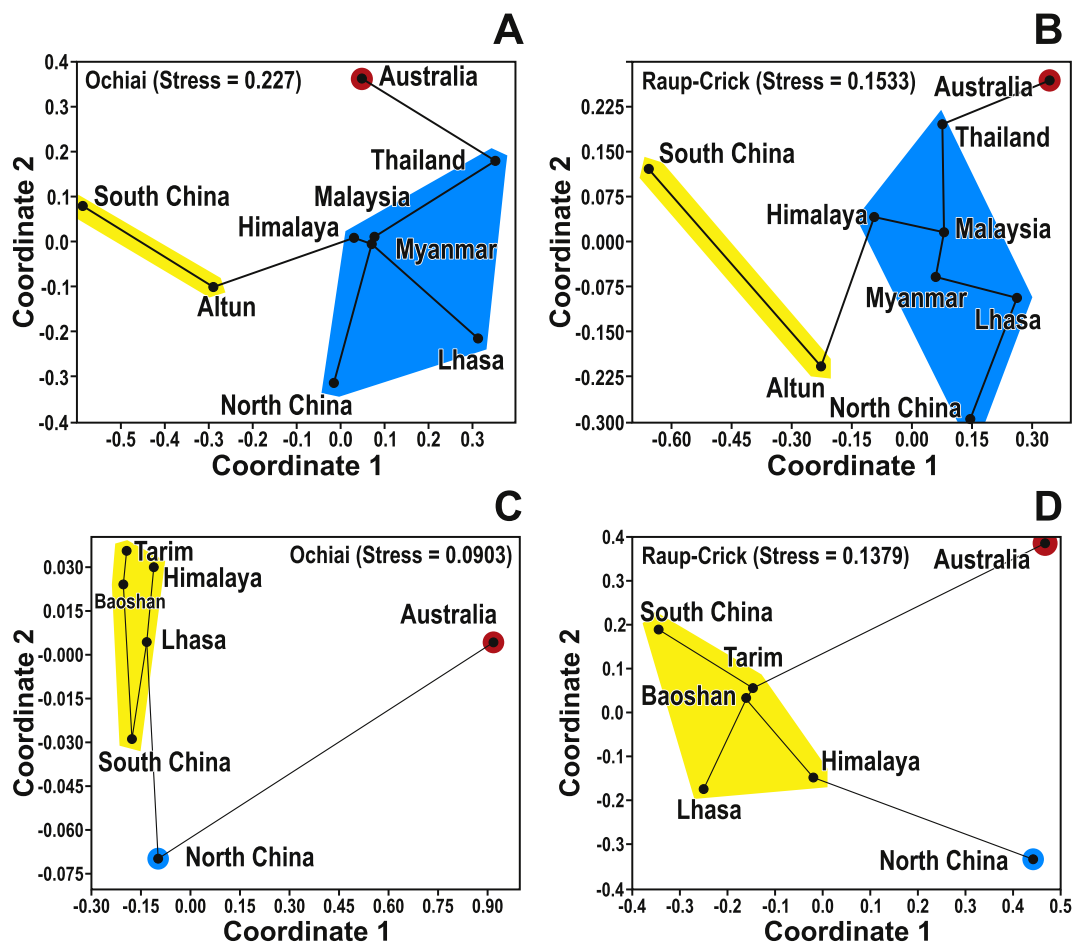 A
Ochiai (Stress = 0.227)
Australia
Thailand
South China
Malaysia
Himalaya
Myanmar
Altun
Lhasa
North China
Coordinate 2
0.4
0.3
0.2
0.1
0.0
-0.1
-0.2
-0.3
-0.4
-0.5 -0.4 -0.3 -0.2 -0.1 0.0 0.1 0.2 0.3
Coordinate 1
B
Raup-Crick (Stress = 0.1533)
Australia
Thailand
South China
Himalaya
Malaysia
Myanmar
Lhasa
Altun
North China
Coordinate 2
0.225
0.150
0.075
0.000
-0.075
-0.150
-0.225
-0.300
-0.60 -0.45 -0.30 -0.15 0.00 0.15 0.30
Coordinate 1
C
Ochiai (Stress = 0.0903)
Tarim
Himalaya
Baoshan
Australia
Lhasa
South China
North China
Coordinate 2
0.030
0.015
-0.000
-0.015
-0.030
-0.045
-0.060
-0.075
-0.30 -0.15 0.00 0.15 0.30 0.45 0.60 0.75 0.90
Coordinate 1
D
Raup-Crick (Stress = 0.1379)
Australia
South China
Tarim
Baoshan
Himalaya
Lhasa
North China
Coordinate 2
0.4
0.3
0.2
0.1
0.0
-0.1
-0.2
-0.3
-0.4
-0.4 -0.3 -0.2 -0.1 0.0 0.1 0.2 0.3 0.4 0.5
Coordinate 1